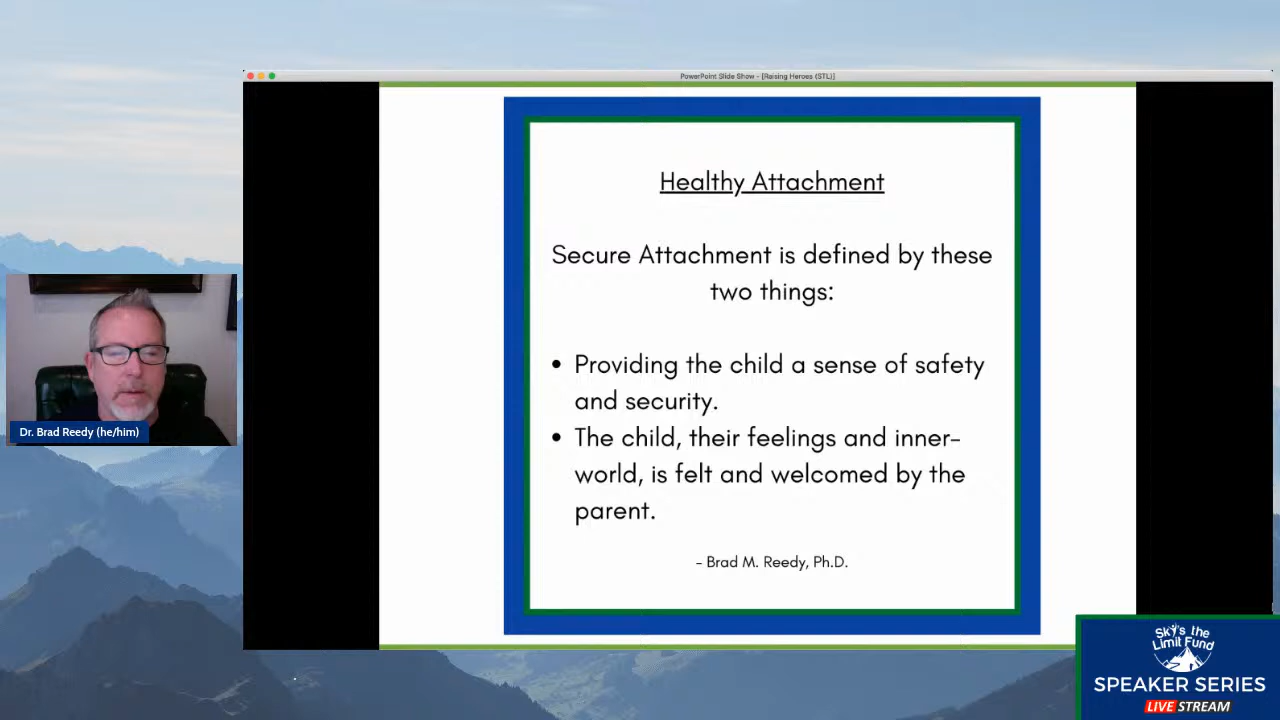 PowerPoint Slide Show - [Raising Heroes (STL)]
Healthy Attachment
Secure Attachment is defined by these
two things:
• Providing the child a sense of safety
and security.
• The child, their feelings and inner-
world, is felt and welcomed by the
parent.
- Brad M. Reedy, Ph.D.
Dr. Brad Reedy (he/him)
Sky's the
Limit Fund
SPEAKER SERIES
LIVE STREAM